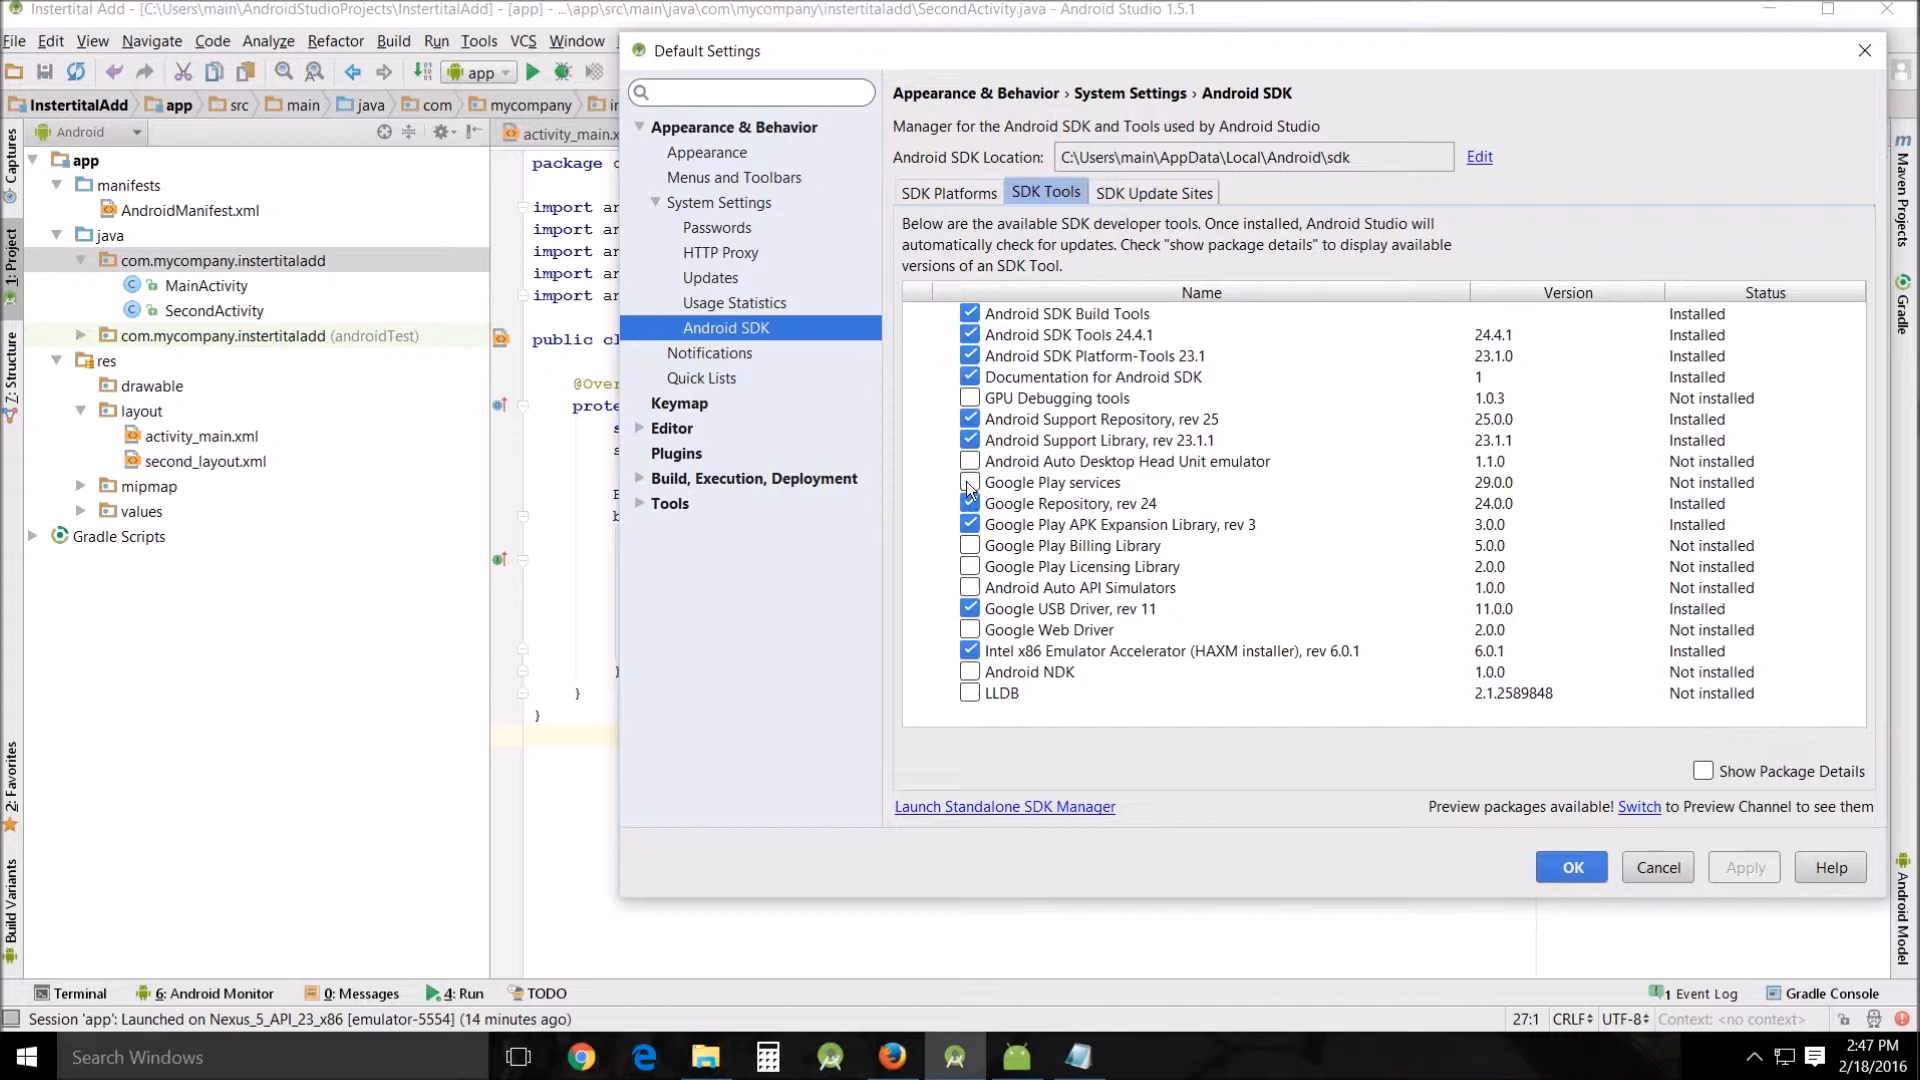 Instertital Add - [C:\Users\main\AndroidStudioProjects\InstertitalAdd] - [app] - ...\app\src\main\java\com\mycompany\instertitaladd\SecondActivity.java - Android Studio 1.5.1
File Edit View Navigate Code Analyze Refactor Build Run Tools VCS Window
app
InstertitalAdd app src main java com mycompany
Android
app
manifests
AndroidManifest.xml
java
com.mycompany.instertitaladd
MainActivity
SecondActivity
com.mycompany.instertitaladd (androidTest)
res
drawable
layout
activity_main.xml
second_layout.xml
mipmap
values
Gradle Scripts
Captures
1: Project
7: Structure
2: Favorites
Build Variants
activity_main.x
package
import ar
import ar
import ar
import ar
import ar
public cl
@Over
prote
}
}
Default Settings
Appearance & Behavior
Appearance
Menus and Toolbars
System Settings
Passwords
HTTP Proxy
Updates
Usage Statistics
Android SDK
Notifications
Quick Lists
Keymap
Editor
Plugins
Build, Execution, Deployment
Tools
Appearance & Behavior › System Settings › Android SDK
Manager for the Android SDK and Tools used by Android Studio
Android SDK Location: C:\Users\main\AppData\Local\Android\sdk Edit
SDK Platforms SDK Tools SDK Update Sites
Below are the available SDK developer tools. Once installed, Android Studio will
automatically check for updates. Check "show package details" to display available
versions of an SDK Tool.
Name Version Status
Android SDK Build Tools Installed
Android SDK Tools 24.4.1 24.4.1 Installed
Android SDK Platform-Tools 23.1 23.1.0 Installed
Documentation for Android SDK 1 Installed
GPU Debugging tools 1.0.3 Not installed
Android Support Repository, rev 25 25.0.0 Installed
Android Support Library, rev 23.1.1 23.1.1 Installed
Android Auto Desktop Head Unit emulator 1.1.0 Not installed
Google Play services 29.0.0 Not installed
Google Repository, rev 24 24.0.0 Installed
Google Play APK Expansion Library, rev 3 3.0.0 Installed
Google Play Billing Library 5.0.0 Not installed
Google Play Licensing Library 2.0.0 Not installed
Android Auto API Simulators 1.0.0 Not installed
Google USB Driver, rev 11 11.0.0 Installed
Google Web Driver 2.0.0 Not installed
Intel x86 Emulator Accelerator (HAXM installer), rev 6.0.1 6.0.1 Installed
Android NDK 1.0.0 Not installed
LLDB 2.1.2589848 Not installed
Show Package Details
Launch Standalone SDK Manager Preview packages available! Switch to Preview Channel to see them
OK Cancel Apply Help
Maven Projects
Gradle
Android Model
Terminal 6: Android Monitor 0: Messages 4: Run TODO 1 Event Log Gradle Console
Session 'app': Launched on Nexus_5_API_23_x86 [emulator-5554] (14 minutes ago) 27:1 CRLF UTF-8 Context: <no context>
Search Windows
2:47 PM
2/18/2016